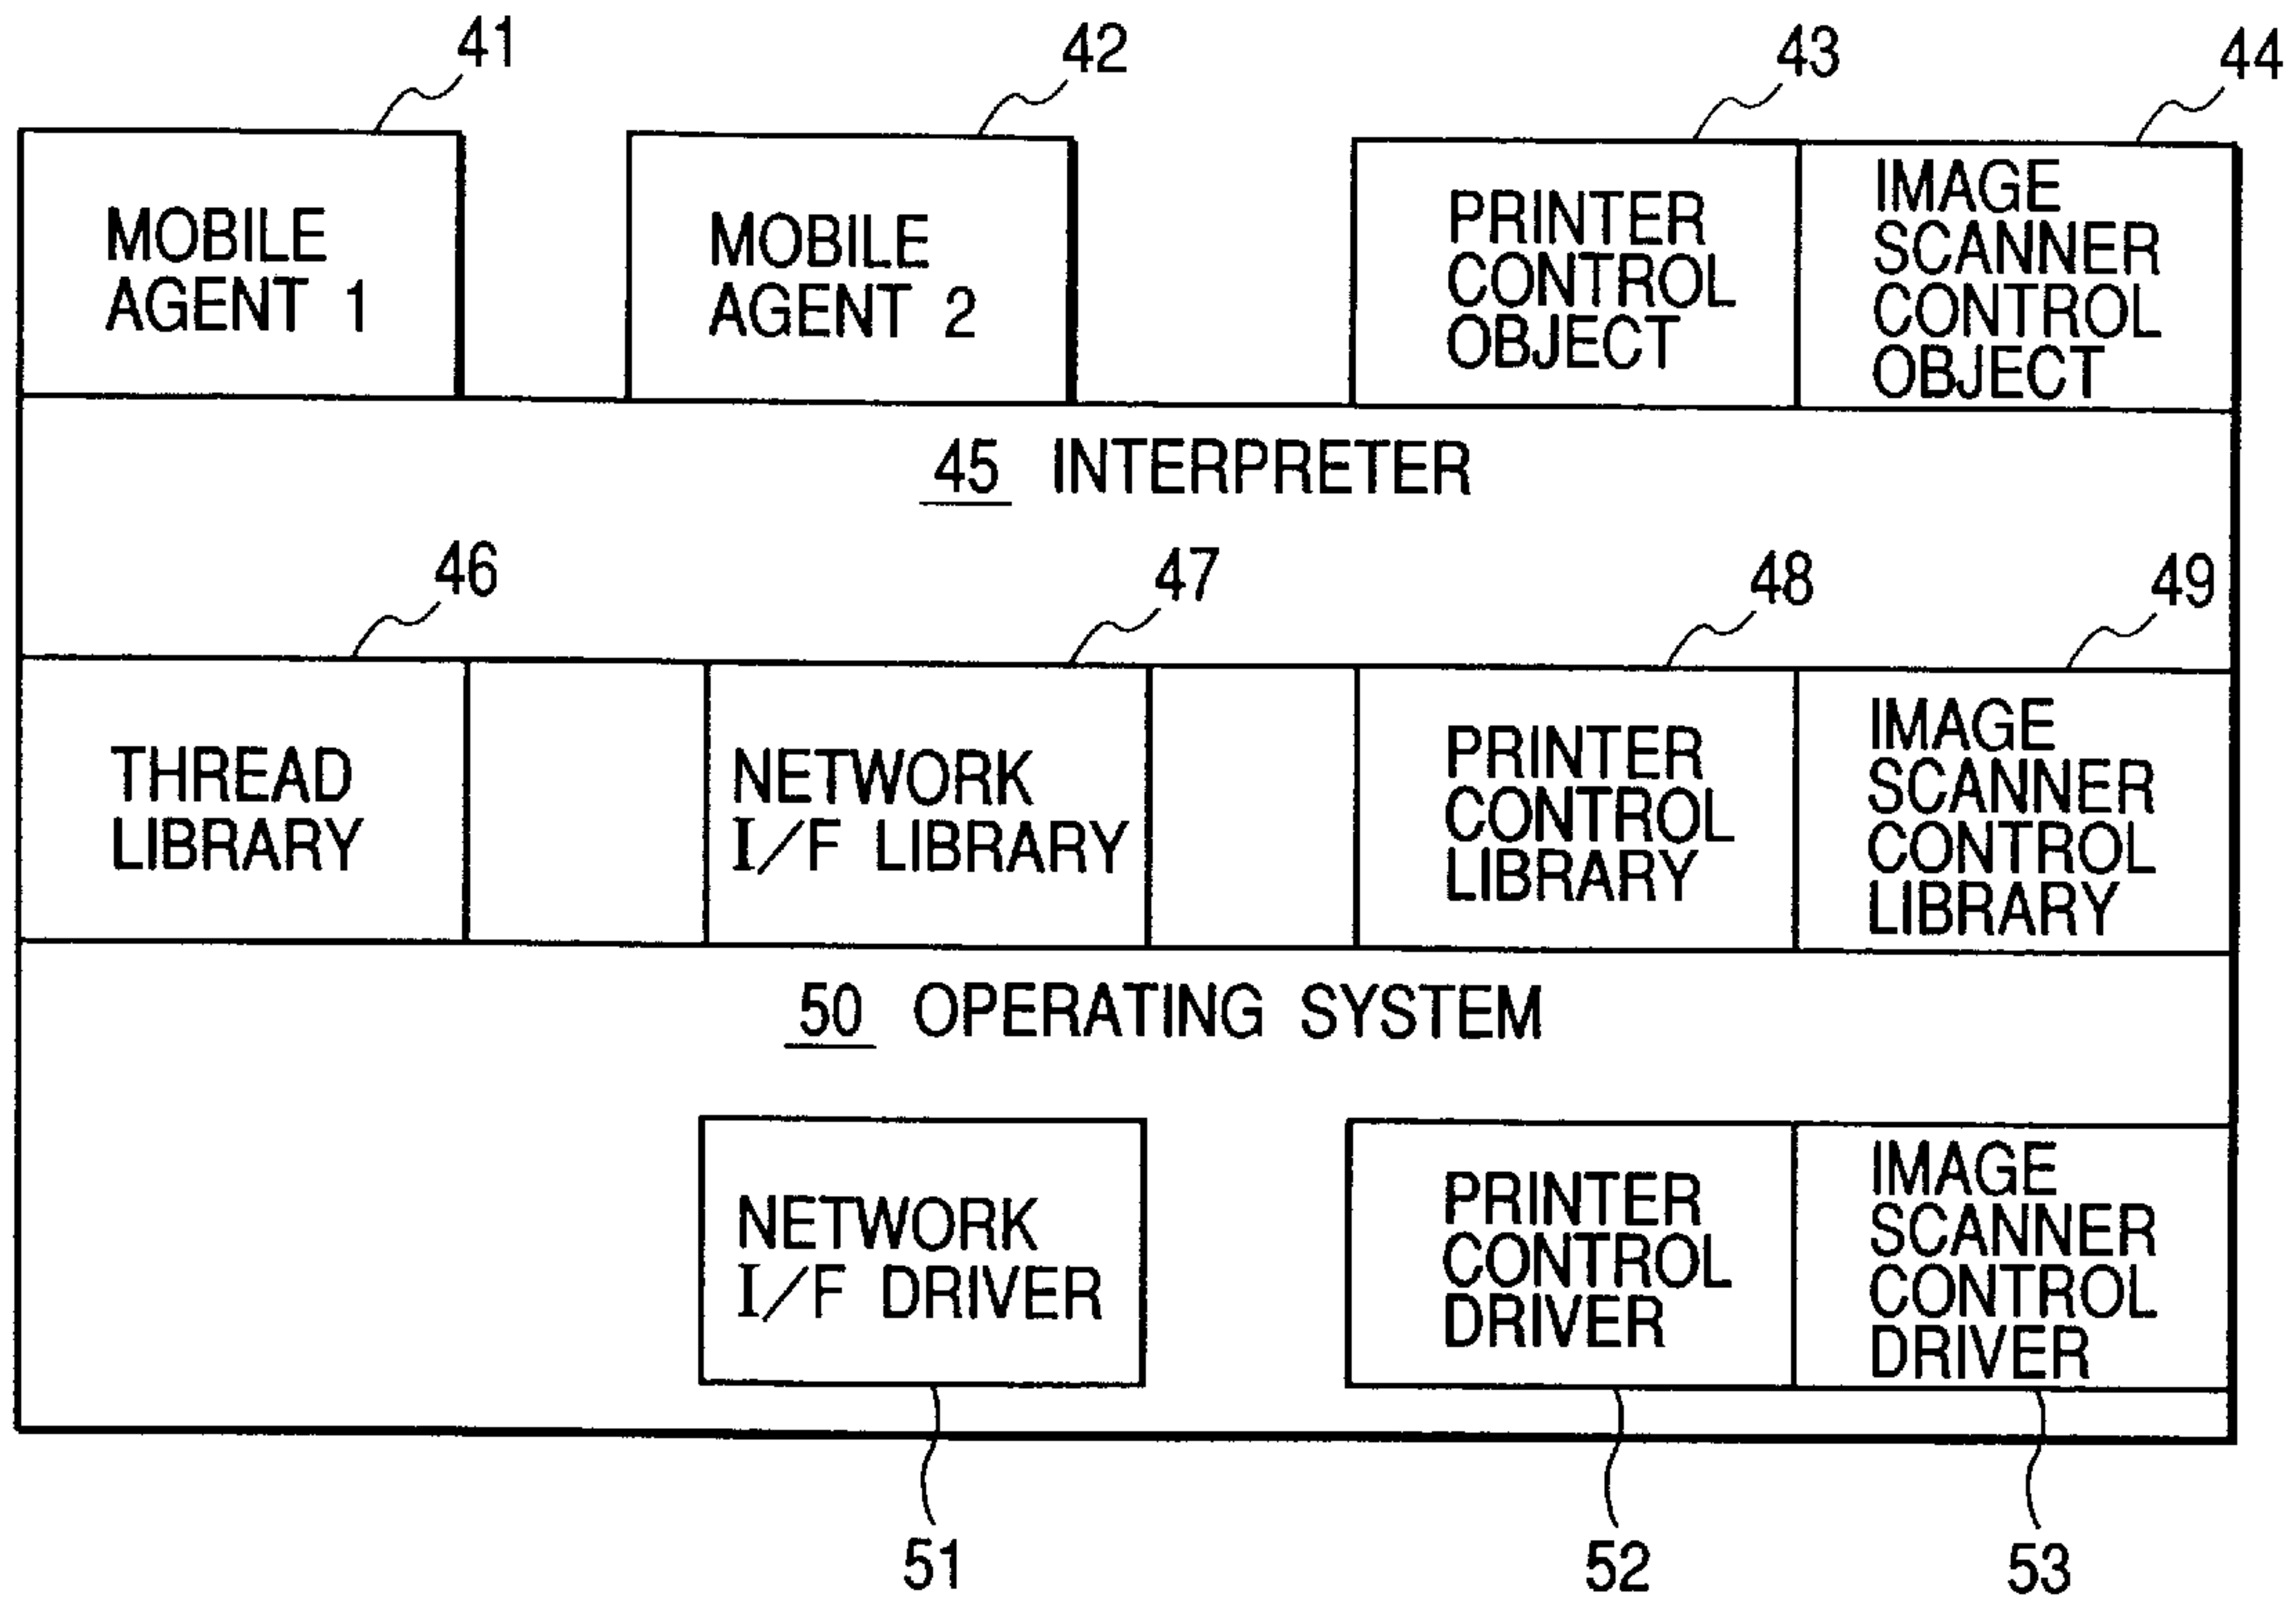 41
42
43
44
MOBILE
AGENT 1
MOBILE
AGENT 2
PRINTER
CONTROL
OBJECT
IMAGE
SCANNER
CONTROL
OBJECT
45 INTERPRETER
46
47
48
49
THREAD
LIBRARY
NETWORK
I/F LIBRARY
PRINTER
CONTROL
LIBRARY
IMAGE
SCANNER
CONTROL
LIBRARY
50 OPERATING SYSTEM
NETWORK
I/F DRIVER
PRINTER
CONTROL
DRIVER
IMAGE
SCANNER
CONTROL
DRIVER
51
52
53